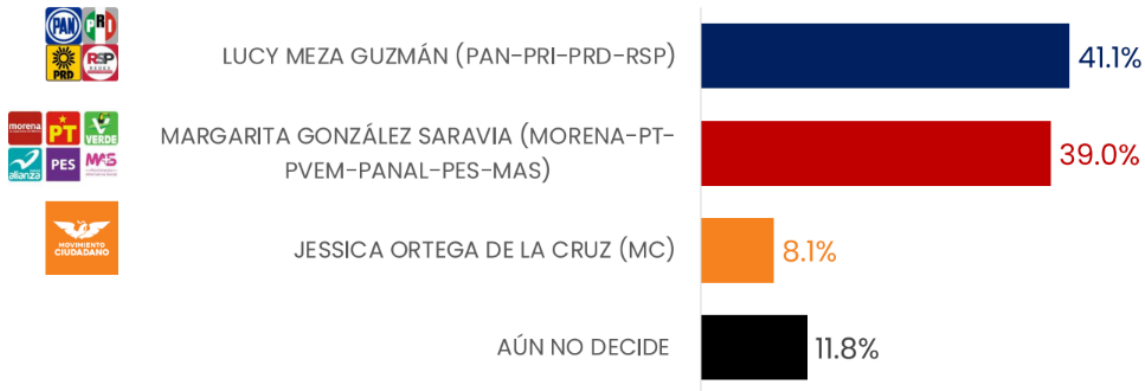 PAN
PRI
PRD
RSP
LUCY MEZA GUZMÁN (PAN-PRI-PRD-RSP)
41.1%
morena
PT
VERDE
alianza
PES
MAS
MARGARITA GONZÁLEZ SARAVIA (MORENA-PT-
PVEM-PANAL-PES-MAS)
39.0%
MOVIMIENTO
CIUDADANO
JESSICA ORTEGA DE LA CRUZ (MC)
8.1%
AÚN NO DECIDE
11.8%